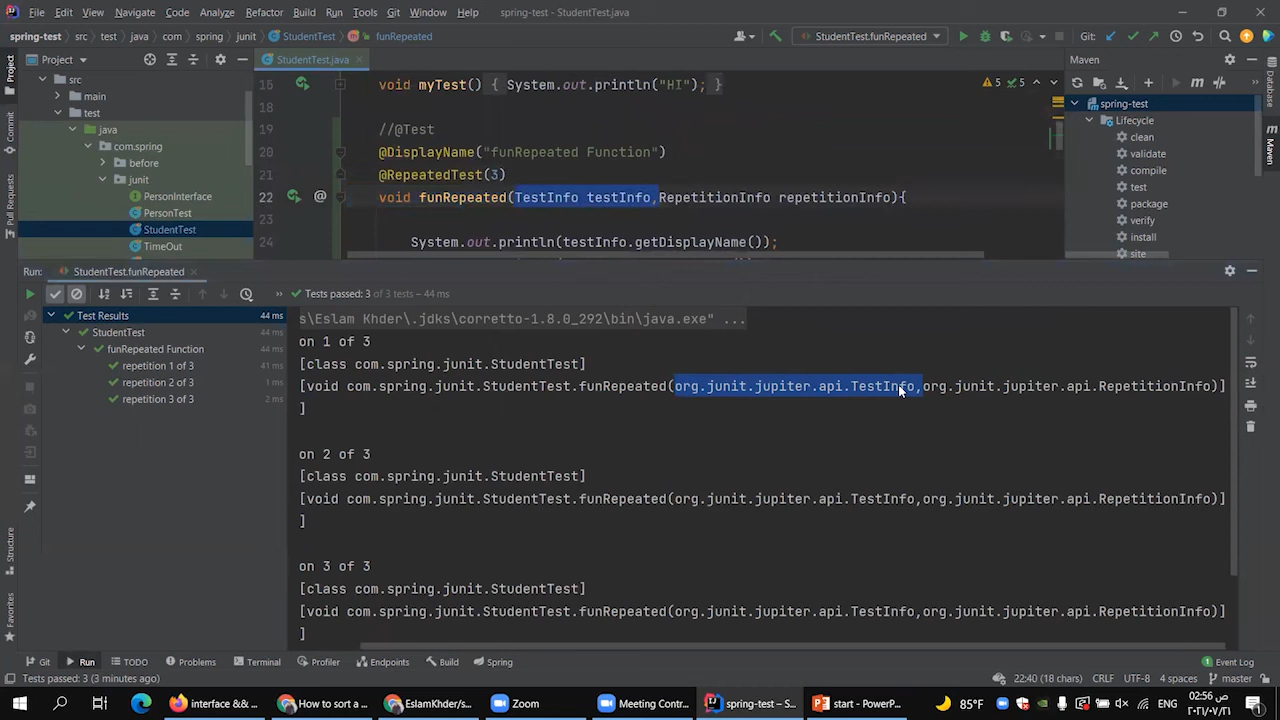 File Edit View Navigate Code Analyze Refactor Build Run Tools Git Window Help spring-test - StudentTest.java
spring-test src test java com spring junit StudentTest funRepeated StudentTest.funRepeated Git:
Project StudentTest.java Maven
src
main
test
java
com.spring
before
junit
PersonInterface
PersonTest
StudentTest
TimeOut
15 void myTest() { System.out.println("HI"); }
18
19 //@Test
20 @DisplayName("funRepeated Function")
21 @RepeatedTest(3)
22 void funRepeated(TestInfo testInfo,RepetitionInfo repetitionInfo){
23
24 System.out.println(testInfo.getDisplayName());
5 5
spring-test
Lifecycle
clean
validate
compile
test
package
verify
install
site
Project
Commit
Pull Requests
Structure
Favorites
Database
Maven
Run: StudentTest.funRepeated
Tests passed: 3 of 3 tests – 44 ms
Test Results 44 ms
StudentTest 44 ms
funRepeated Function 44 ms
repetition 1 of 3 41 ms
repetition 2 of 3 1 ms
repetition 3 of 3 2 ms
s\Eslam Khder\.jdks\corretto-1.8.0_292\bin\java.exe" ...
on 1 of 3
[class com.spring.junit.StudentTest]
[void com.spring.junit.StudentTest.funRepeated(org.junit.jupiter.api.TestInfo,org.junit.jupiter.api.RepetitionInfo)]
]
on 2 of 3
[class com.spring.junit.StudentTest]
[void com.spring.junit.StudentTest.funRepeated(org.junit.jupiter.api.TestInfo,org.junit.jupiter.api.RepetitionInfo)]
]
on 3 of 3
[class com.spring.junit.StudentTest]
[void com.spring.junit.StudentTest.funRepeated(org.junit.jupiter.api.TestInfo,org.junit.jupiter.api.RepetitionInfo)]
]
Git Run TODO Problems Terminal Profiler Endpoints Build Spring Event Log
Tests passed: 3 (3 minutes ago) 22:40 (18 chars) CRLF UTF-8 4 spaces master
interface && ... How to sort a ... EslamKhder/s... Zoom Meeting Contr... spring-test – S... start - PowerP... 85°F ENG 02:56 ص